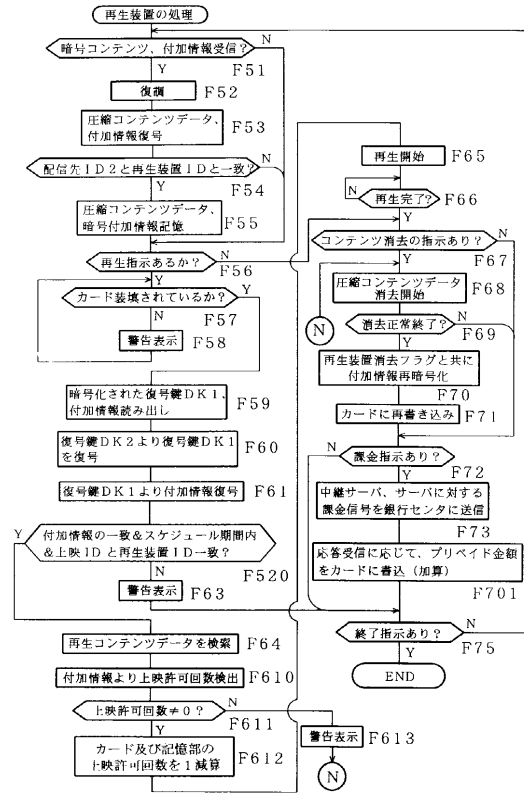 再生装置の処理
暗号コンテンツ、付加情報受信？
N
F51
Y
復調
F52
圧縮コンテンツデータ、
付加情報復号
F53
配信先ID2と再生装置IDと一致？
N
F54
Y
圧縮コンテンツデータ、
暗号付加情報記憶
F55
再生指示あるか？
N
F56
Y
カード装填されているか？
Y
F57
N
警告表示
F58
暗号化された復号鍵DK1、
付加情報読み出し
F59
復号鍵DK2より復号鍵DK1
を復号
F60
復号鍵DK1より付加情報復号
F61
Y
付加情報の一致＆スケジュール期間内
＆上映IDと再生装置ID一致？
F520
N
警告表示
F63
再生コンテンツデータを検索
F64
付加情報より上映許可回数検出
F610
上映許可回数≠0？
N
F611
Y
カード及び記憶部の
上映許可回数を1減算
F612
警告表示
F613
N
再生開始
F65
N
再生完了？
F66
Y
コンテンツ消去の指示あり？
N
F67
Y
圧縮コンテンツデータ
消去開始
F68
N
消去正常終了？
N
F69
Y
再生装置消去フラグと共に
付加情報再暗号化
F70
カードに再書き込み
F71
N
課金指示あり？
F72
Y
中継サーバ、サーバに対する
課金信号を銀行センタに送信
F73
応答受信に応じて、プリペイド金額
をカードに書込（加算）
F701
終了指示あり？
N
F75
Y
END